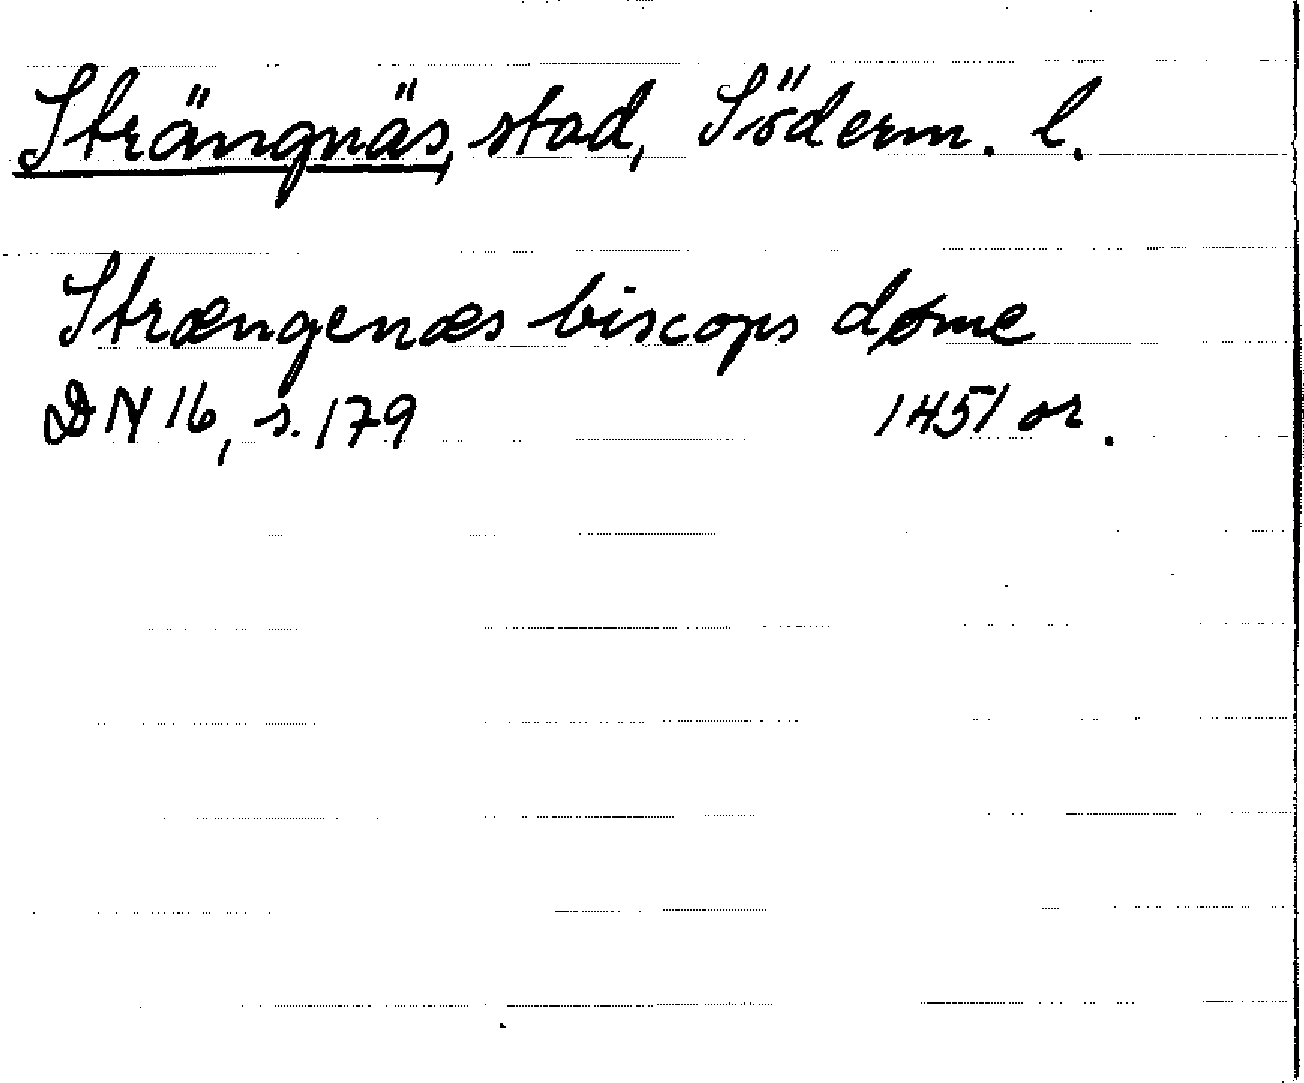 Strängnäs, stad, Söderm. l.
Strængenæs biscops døme
DN 16, s. 179 1451 or.